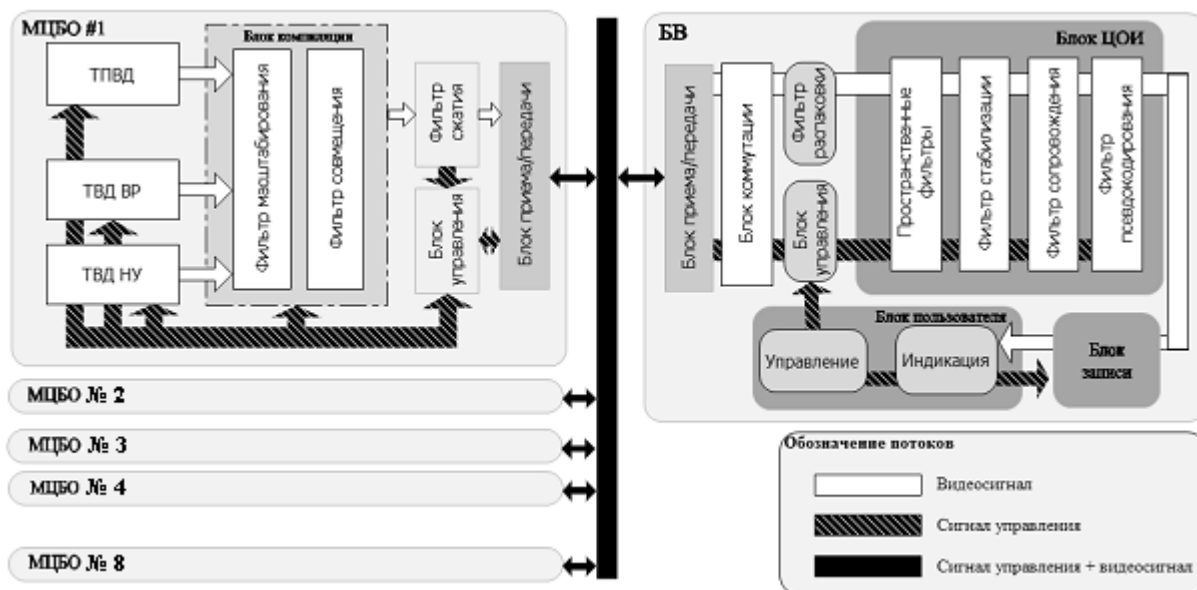 МЦБО #1
Блок компиляции
ТПВД
ТВД ВР
ТВД НУ
Фильтр масштабирования
Фильтр совмещения
Фильтр
сжатия
Блок
управления
Блок приема/передачи
МЦБО № 2
МЦБО № 3
МЦБО № 4
МЦБО № 8
БВ
Блок ЦОИ
Блок приема/передачи
Блок коммутации
Фильтр
распаковки
Блок
управления
Пространственные
фильтры
Фильтр стабилизации
Фильтр сопровождения
Фильтр
псевдокодирования
Блок пользователя
Управление
Индикация
Блок
записи
Обозначение потоков
Видеосигнал
Сигнал управления
Сигнал управления + видеосигнал